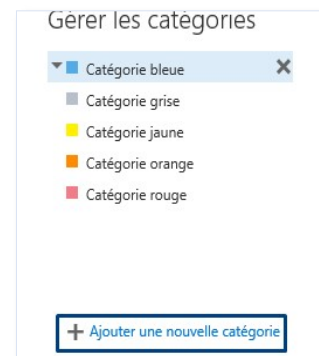 Gérer les catégories
Catégorie bleue
Catégorie grise
Catégorie jaune
Catégorie orange
Catégorie rouge
Ajouter une nouvelle catégorie